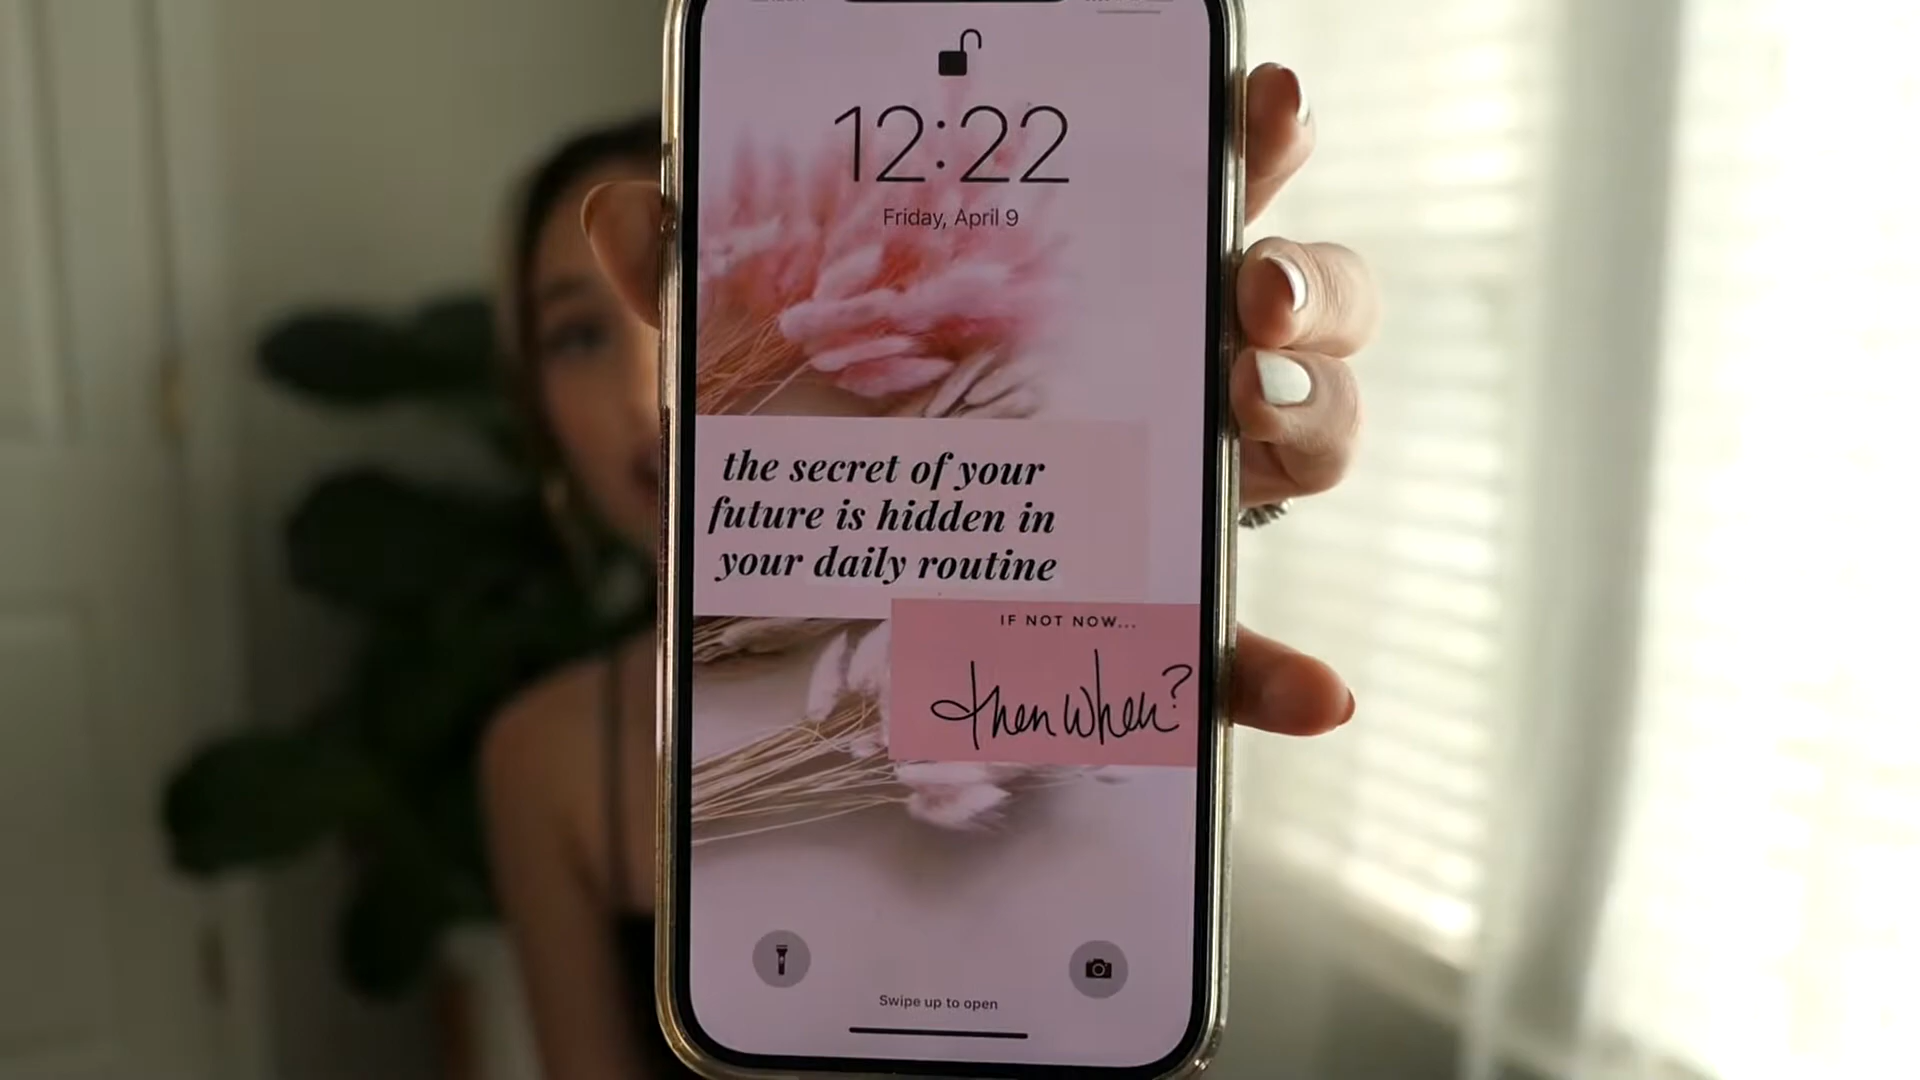 12:22
Friday, April 9
the secret of your
future is hidden in
your daily routine
IF NOT NOW...
then when?
Swipe up to open